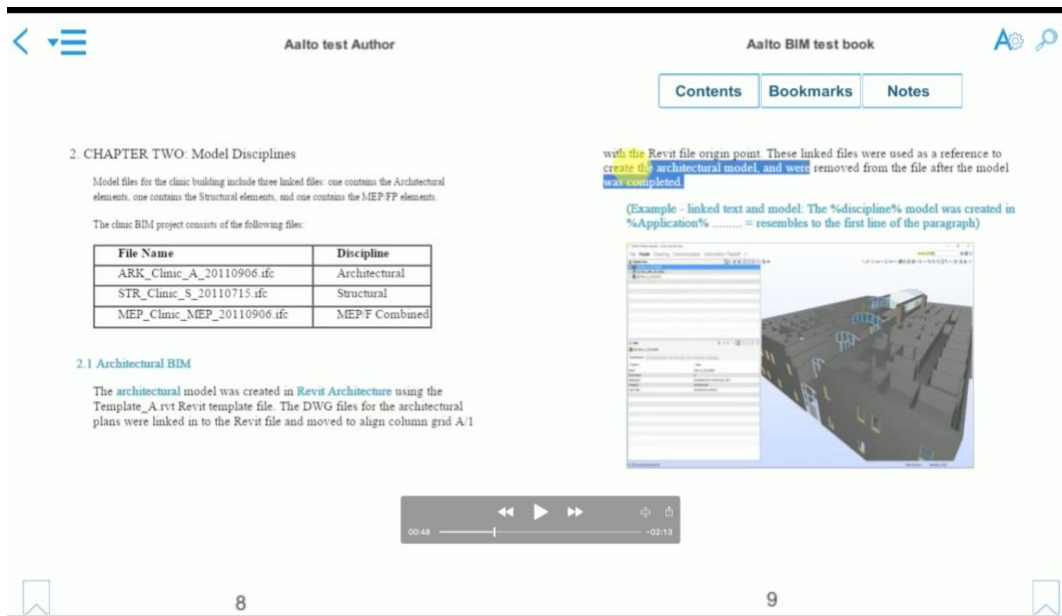 Aalto test Author
Aalto BIM test book
Contents Bookmarks Notes
2. CHAPTER TWO: Model Disciplines
Model files for the clinic building include three linked files: one contains the Architectural
elements, one contains the Structural elements, and one contains the MEP/FP elements.
The clinic BIM project consists of the following files:
File Name Discipline
ARK_Clinic_A_20110906.ifc Architectural
STR_Clinic_S_20110715.ifc Structural
MEP_Clinic_MEP_20110906.ifc MEP/F Combined
2.1 Architectural BIM
The architectural model was created in Revit Architecture using the
Template_A.rvt Revit template file. The DWG files for the architectural
plans were linked in to the Revit file and moved to align column grid A/1
8
with the Revit file origin point. These linked files were used as a reference to
create the architectural model, and were removed from the file after the model
was completed.
(Example - linked text and model: The %discipline% model was created in
%Application% ......... = resembles to the first line of the paragraph)
00:48 -02:13
9